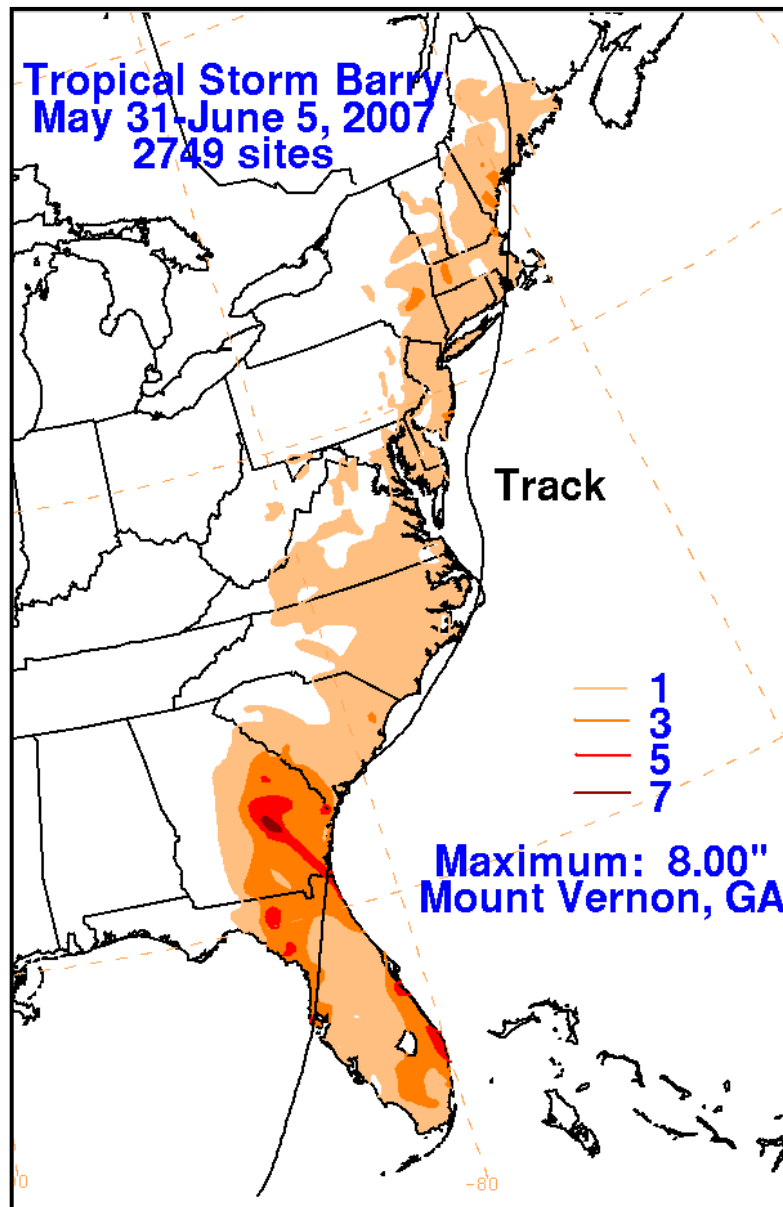 Tropical Storm Barry
May 31-June 5, 2007
2749 sites
Track
1
3
5
7
Maximum: 8.00"
Mount Vernon, GA
-80